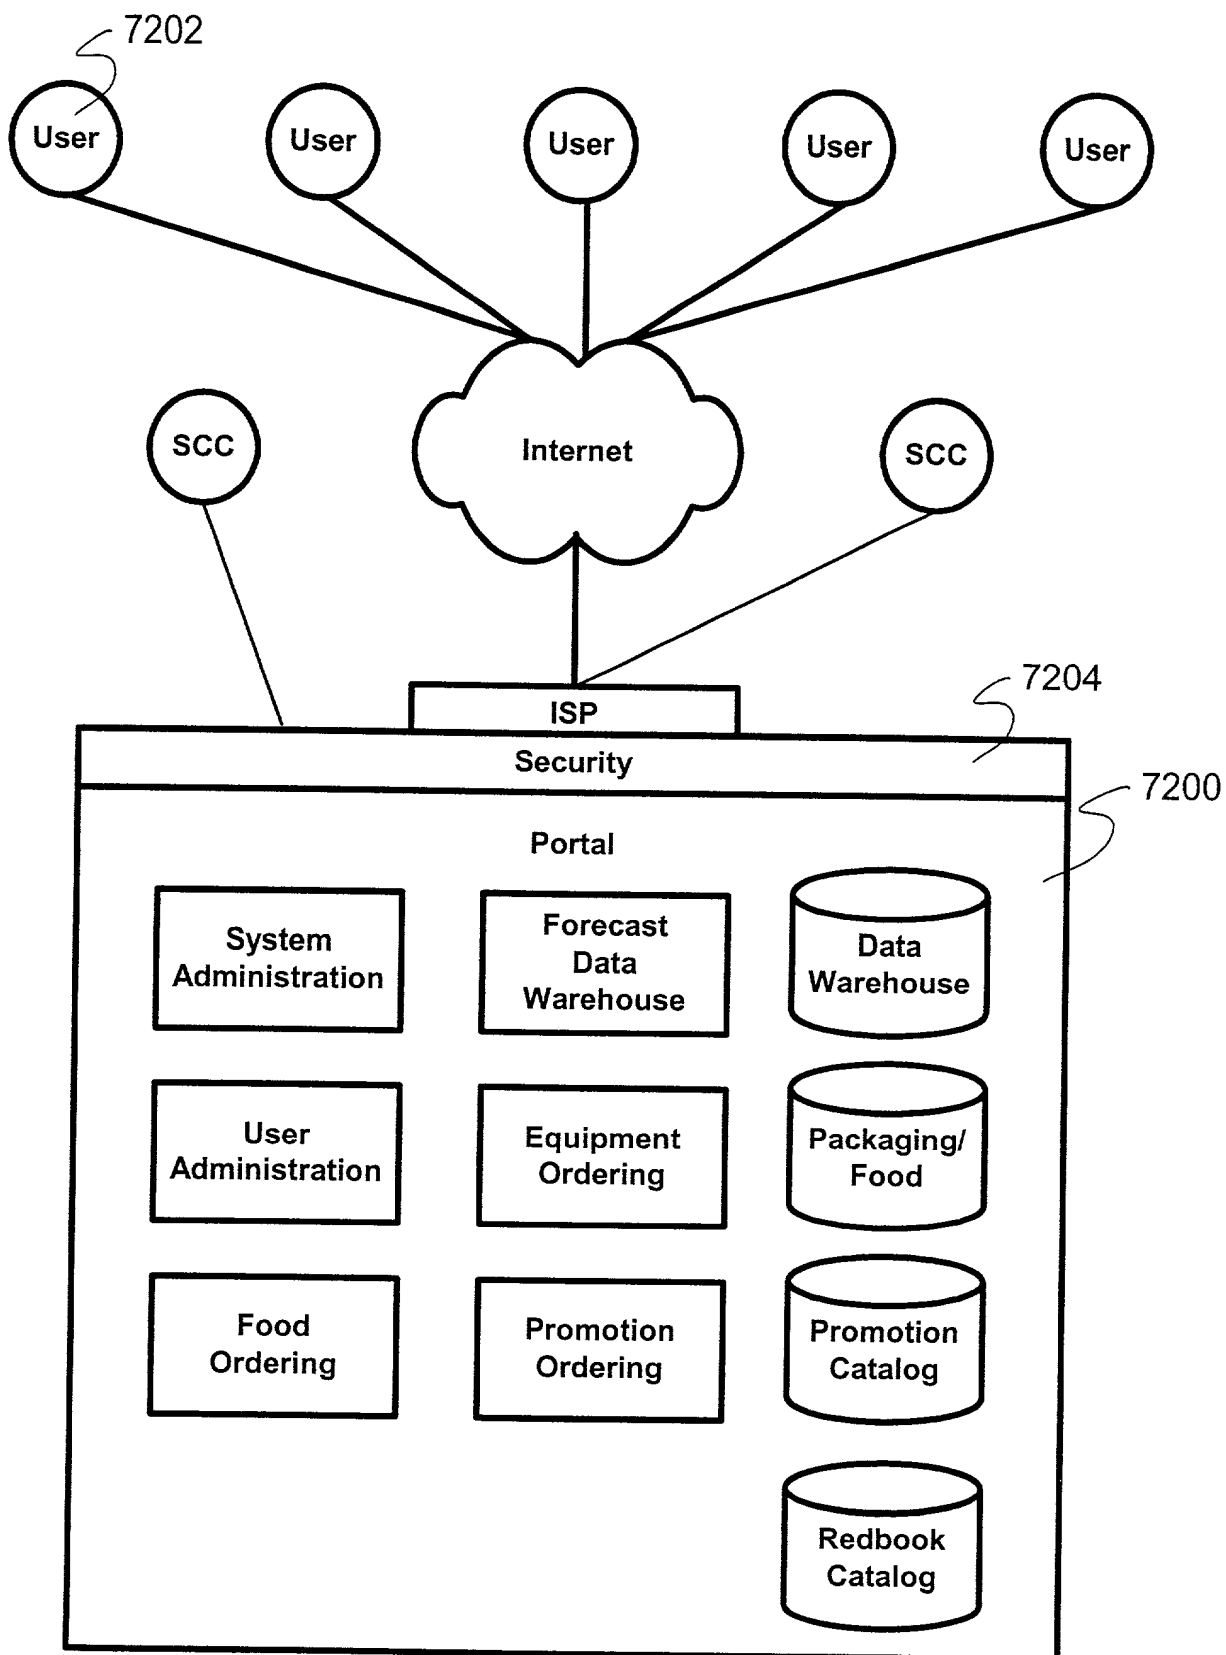 7202
User
User
User
User
User
SCC
Internet
SCC
ISP
7204
Security
7200
Portal
System
Administration
Forecast
Data
Warehouse
Data
Warehouse
User
Administration
Equipment
Ordering
Packaging/
Food
Food
Ordering
Promotion
Ordering
Promotion
Catalog
Redbook
Catalog